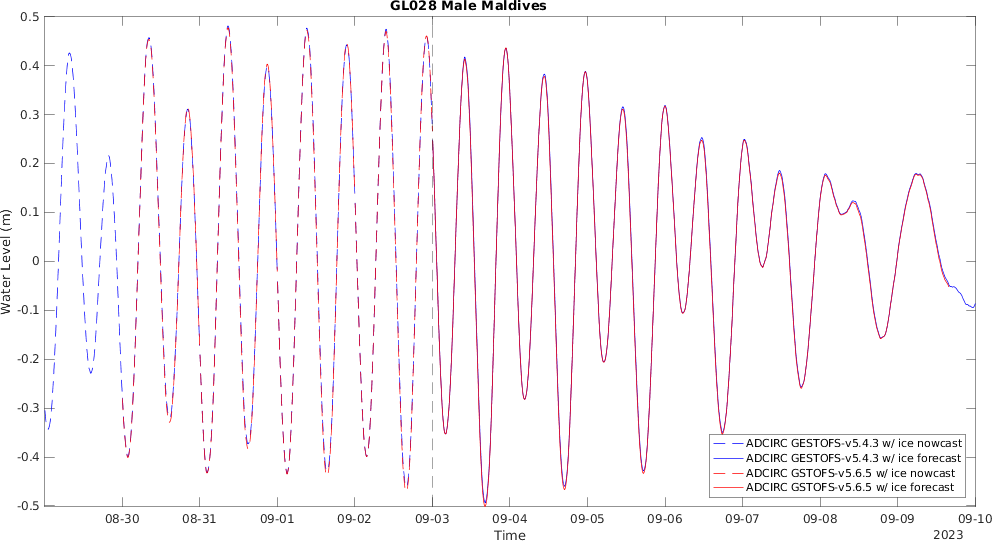 GL028 Male Maldives
0.5
0.4
0.3
0.2
0.1
0
-0.1
-0.2
-0.3
-0.4
-0.5
Water Level (m)
ADCIRC GESTOFS-v5.4.3 w/ ice nowcast
ADCIRC GESTOFS-v5.4.3 w/ ice forecast
ADCIRC GSTOFS-v5.6.5 w/ ice nowcast
ADCIRC GSTOFS-v5.6.5 w/ ice forecast
08-30 08-31 09-01 09-02 09-03 09-04 09-05 09-06 09-07 09-08 09-09 09-10
Time
2023